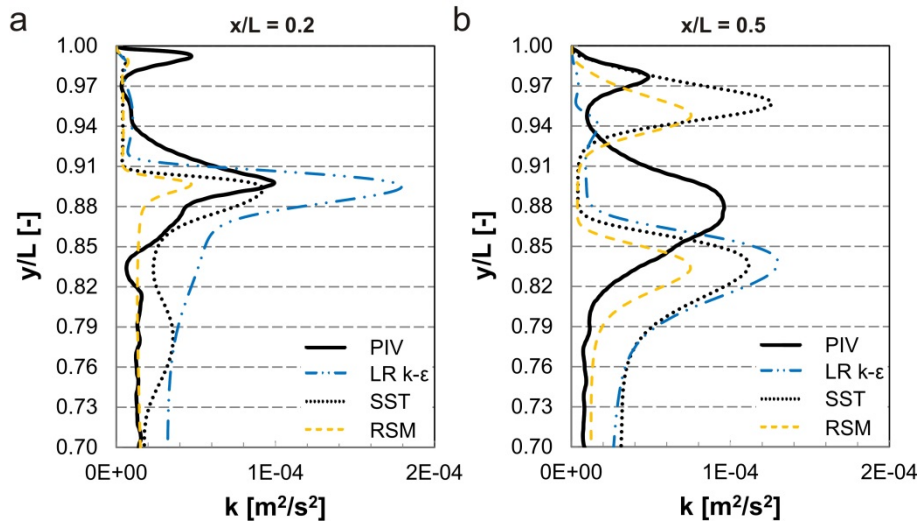 a
x/L = 0.2
1.00
0.97
0.94
0.91
0.88
0.85
0.82
0.79
0.76
0.73
0.70
y/L [-]
PIV
LR k-ε
SST
RSM
0E+00
1E-04
2E-04
k [m²/s²]
b
x/L = 0.5
1.00
0.97
0.94
0.91
0.88
0.85
0.82
0.79
0.76
0.73
0.70
y/L [-]
PIV
LR k-ε
SST
RSM
0E+00
1E-04
2E-04
k [m²/s²]